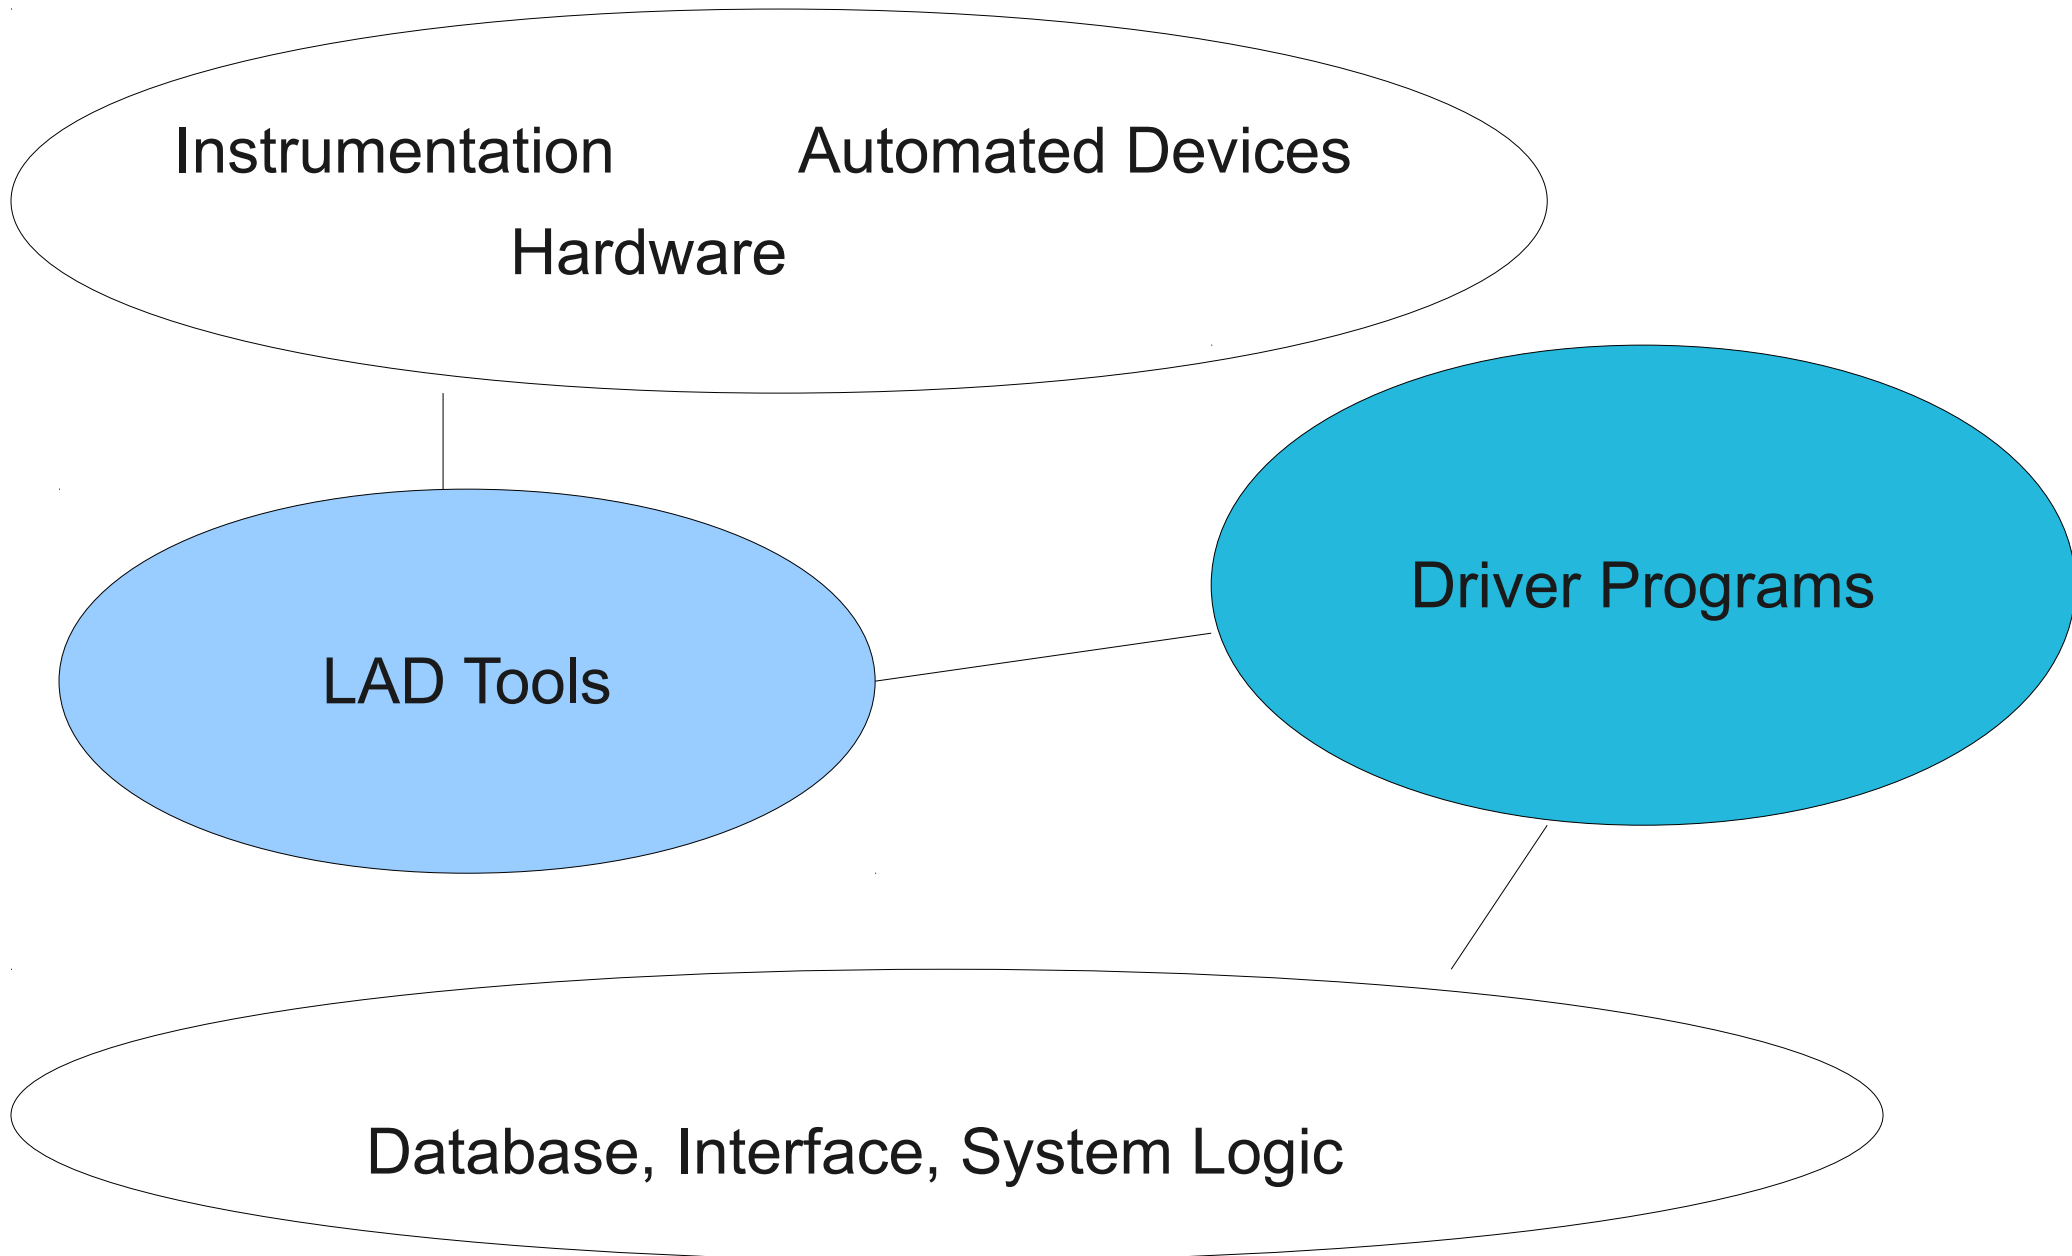 Instrumentation Automated Devices
Hardware
Driver Programs
LAD Tools
Database, Interface, System Logic